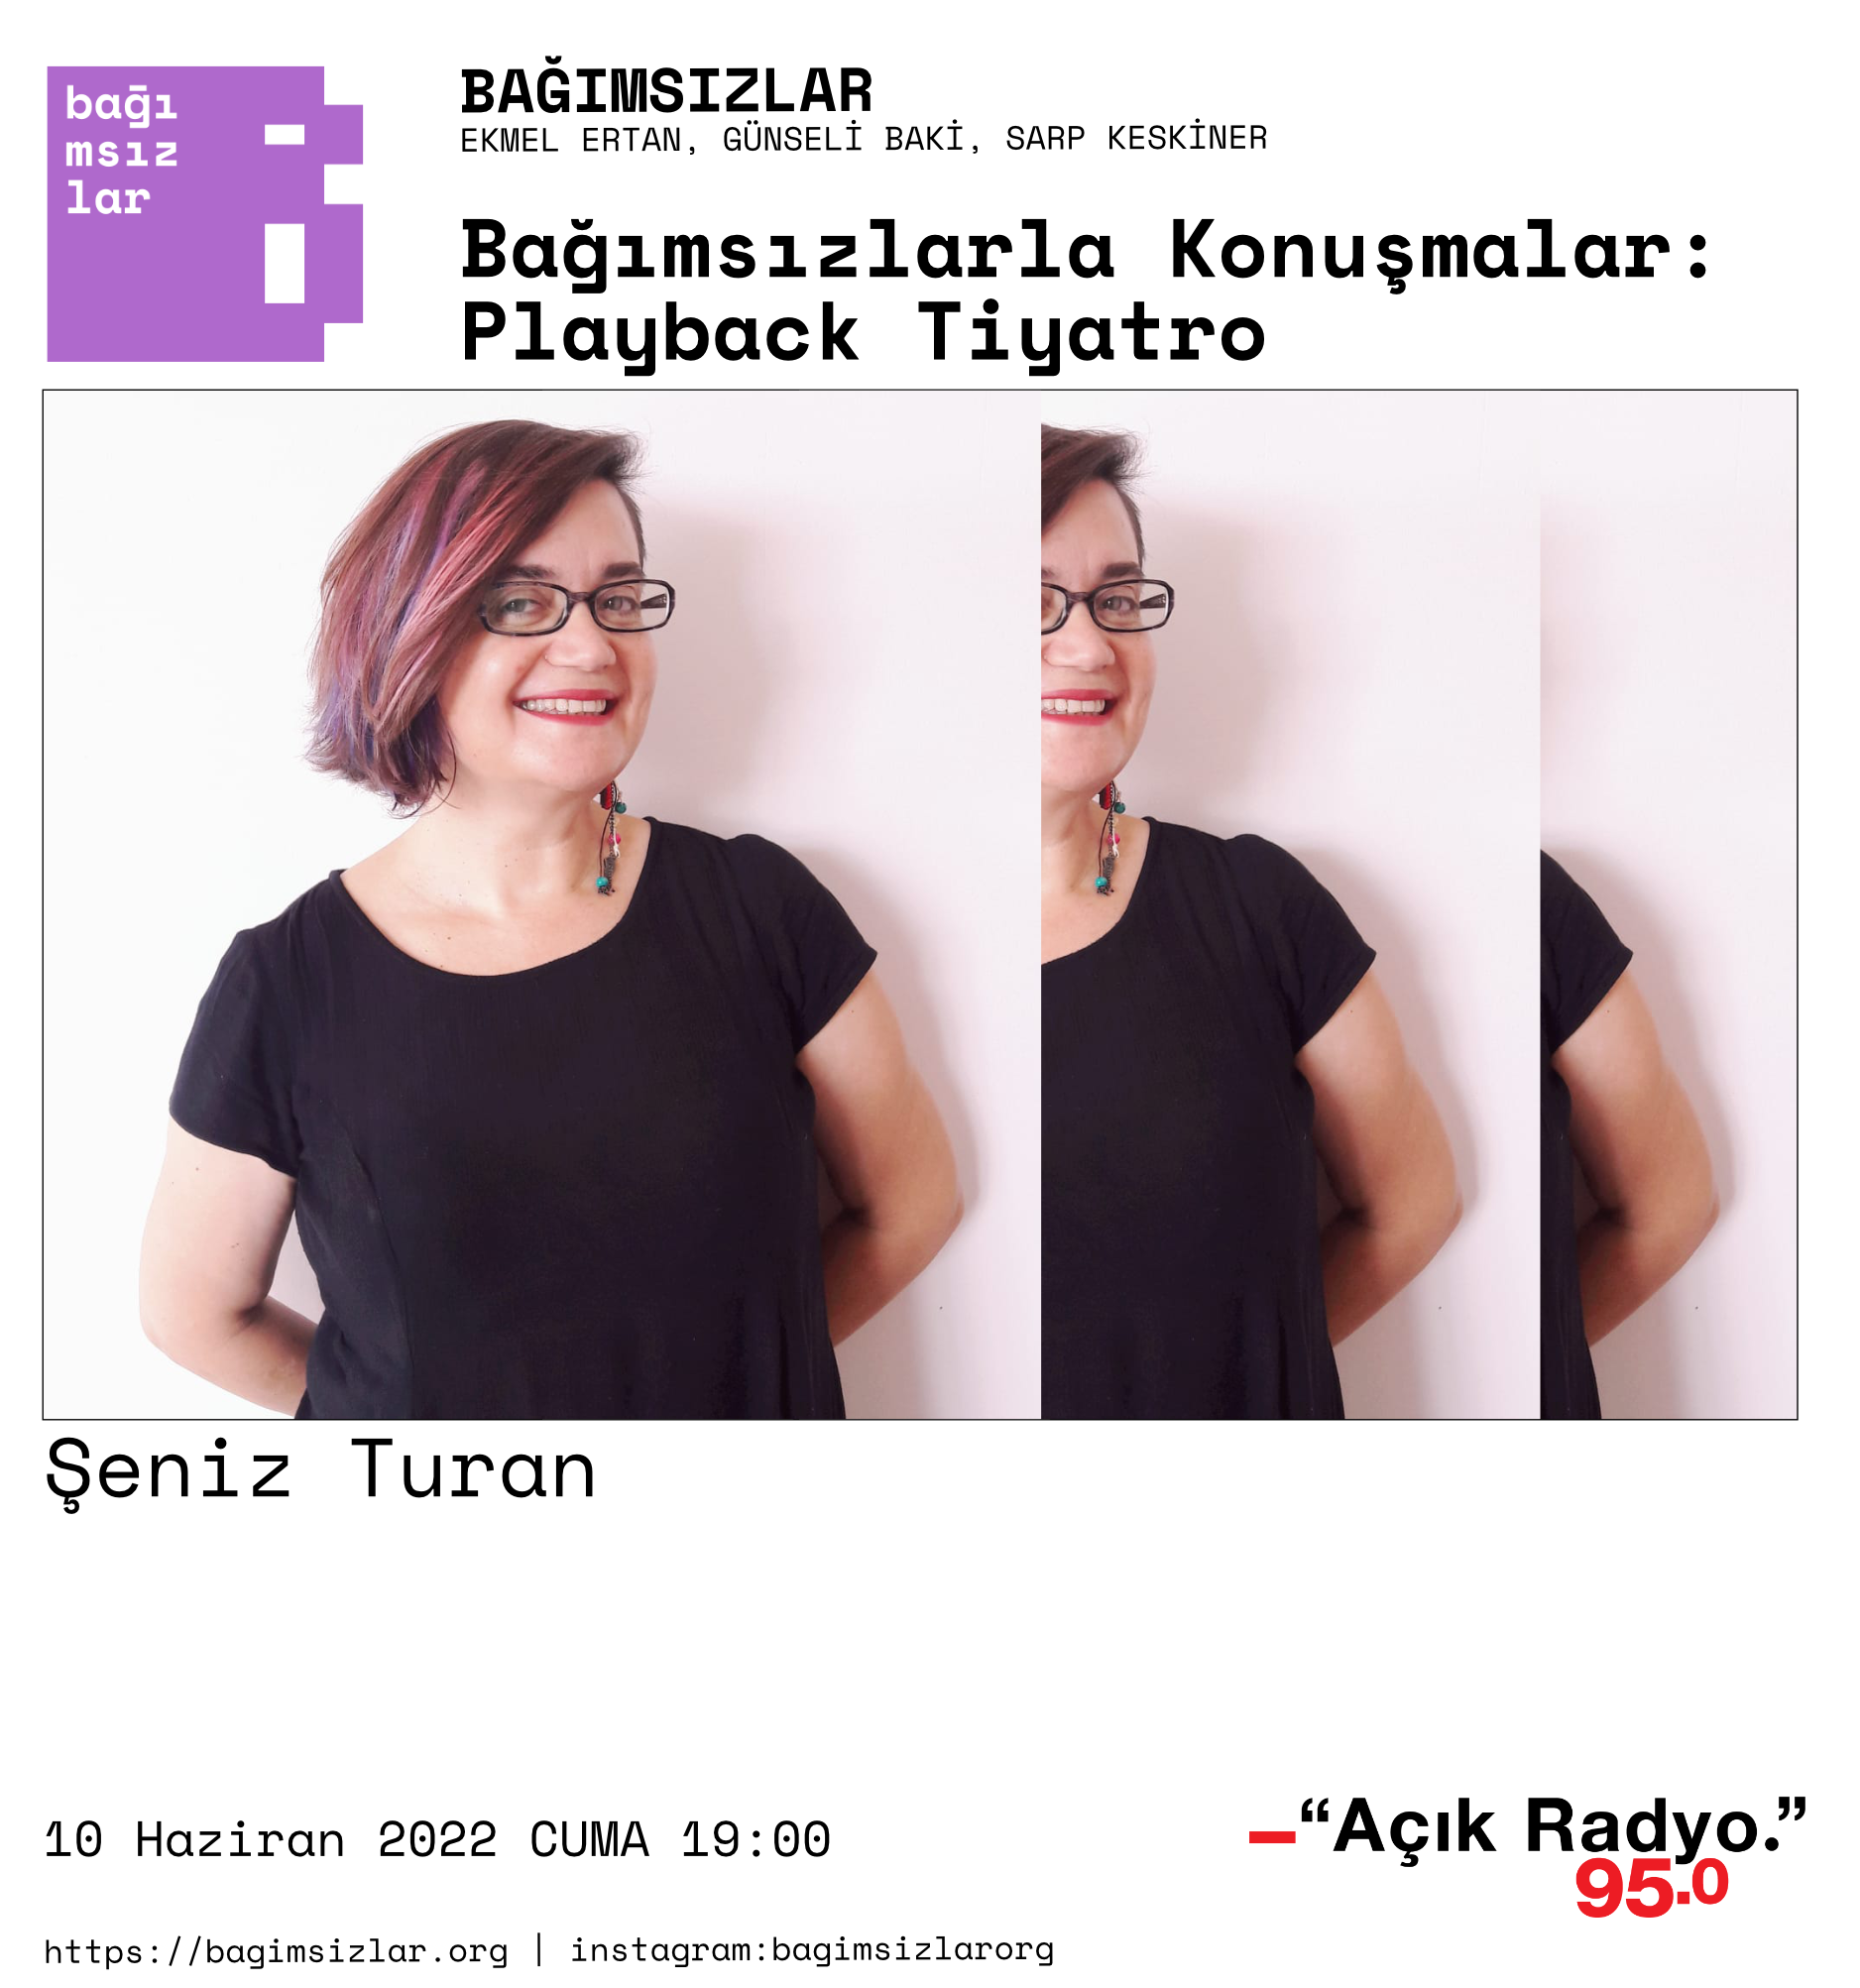 bağı
msız
lar
BAĞIMSIZLAR
EKMEL ERTAN, GÜNSELİ BAKİ, SARP KESKİNER
Bağımsızlarla Konuşmalar:
Playback Tiyatro
Şeniz Turan
10 Haziran 2022 CUMA 19:00
“Açık Radyo.”
95.0
https://bagimsizlar.org | instagram:bagimsizlarorg